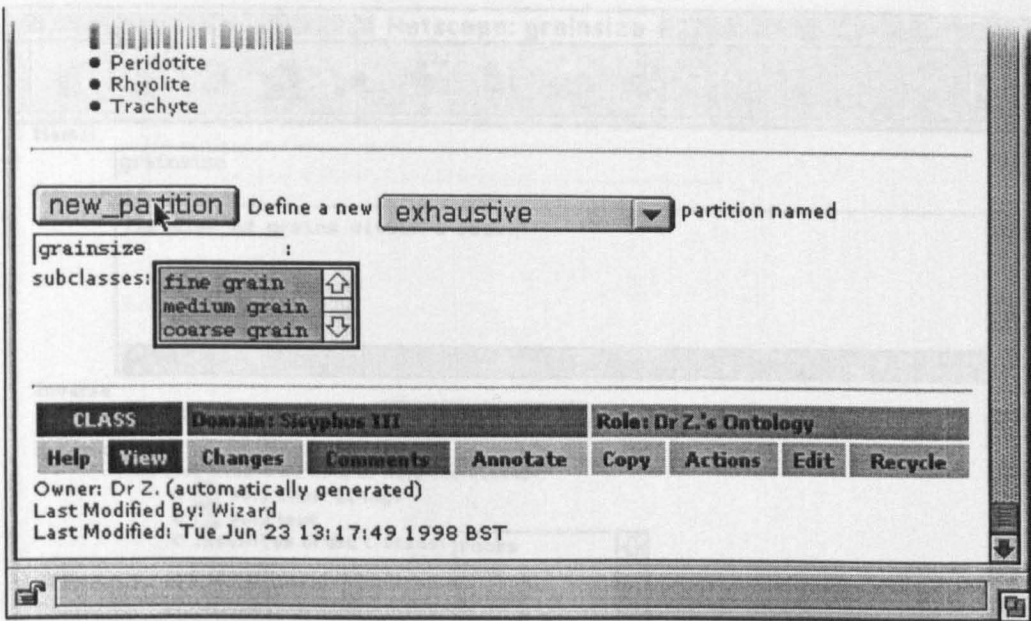 Peridotite
Rhyolite
Trachyte
new_partition Define a new exhaustive partition named
grainsize :
subclasses: fine grain
medium grain
coarse grain
CLASS Domain: Sisyphus III Role: Dr Z.'s Ontology
Help View Changes Comments Annotate Copy Actions Edit Recycle
Owner: Dr Z. (automatically generated)
Last Modified By: Wizard
Last Modified: Tue Jun 23 13:17:49 1998 BST